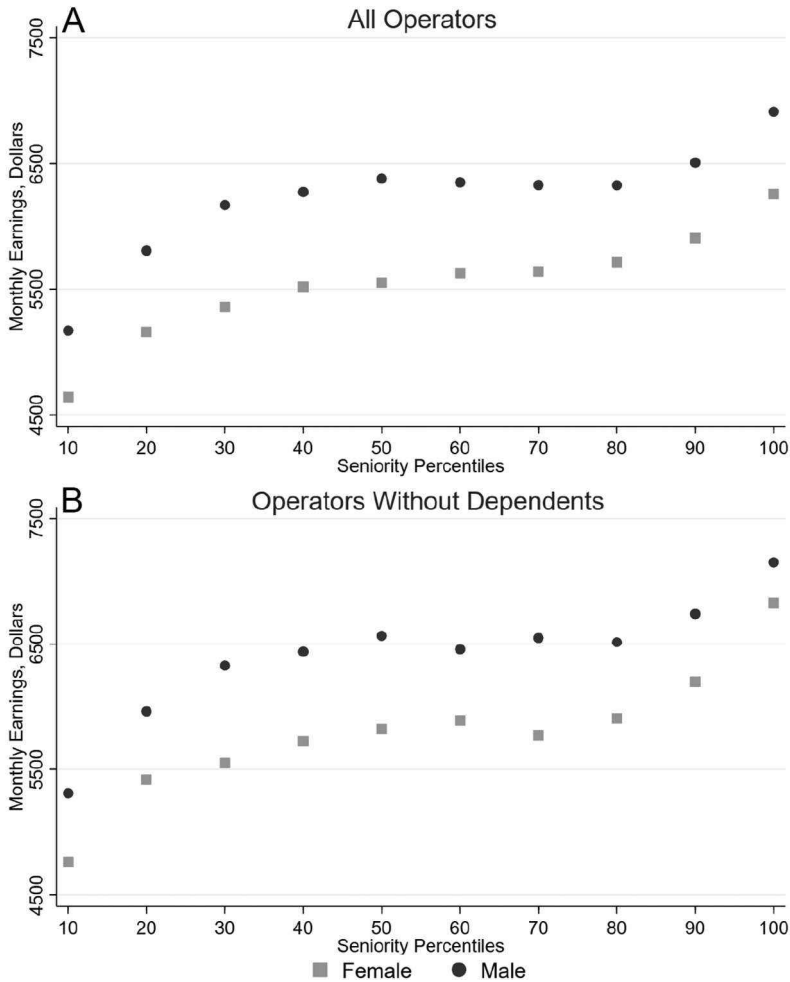 A
All Operators
7500
6500
5500
4500
Monthly Earnings, Dollars
10 20 30 40 50 60 70 80 90 100
Seniority Percentiles
B
Operators Without Dependents
7500
6500
5500
4500
Monthly Earnings, Dollars
10 20 30 40 50 60 70 80 90 100
Seniority Percentiles
Female Male